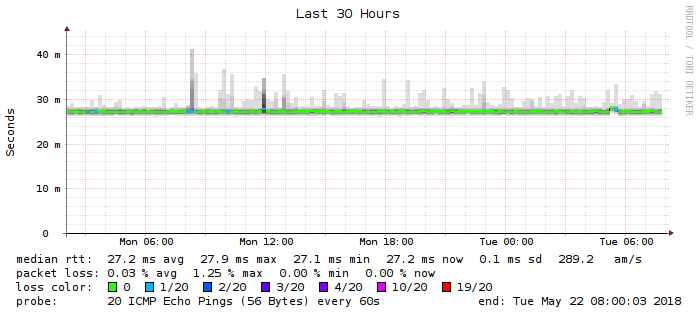 Last 30 Hours
RRDTOOL / TOBI OETIKER
Seconds
40 m
30 m
20 m
10 m
0
Mon 06:00 Mon 12:00 Mon 18:00 Tue 00:00 Tue 06:00
median rtt: 27.2 ms avg 27.9 ms max 27.1 ms min 27.2 ms now 0.1 ms sd 289.2 am/s
packet loss: 0.03 % avg 1.25 % max 0.00 % min 0.00 % now
loss color: 0 1/20 2/20 3/20 4/20 10/20 19/20
probe: 20 ICMP Echo Pings (56 Bytes) every 60s end: Tue May 22 08:00:03 2018